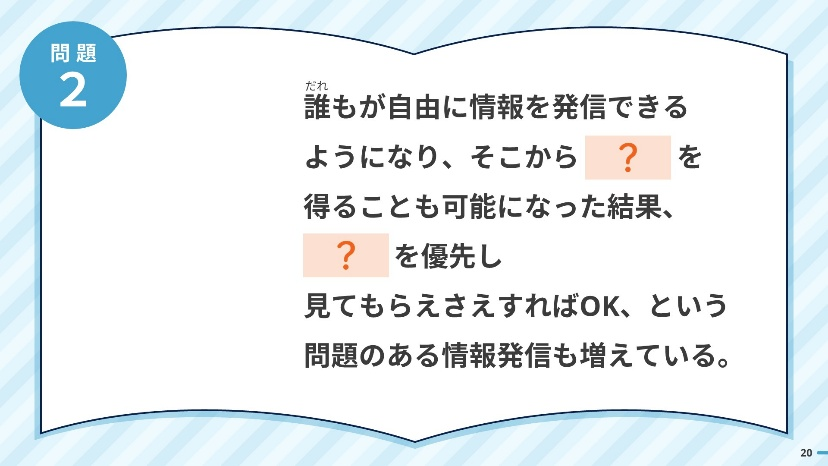 問題
2
だれ
誰もが自由に情報を発信できる
ようになり、そこから ? を
得ることも可能になった結果、
? を優先し
見てもらえさえすればOK、という
問題のある情報発信も増えている。
20